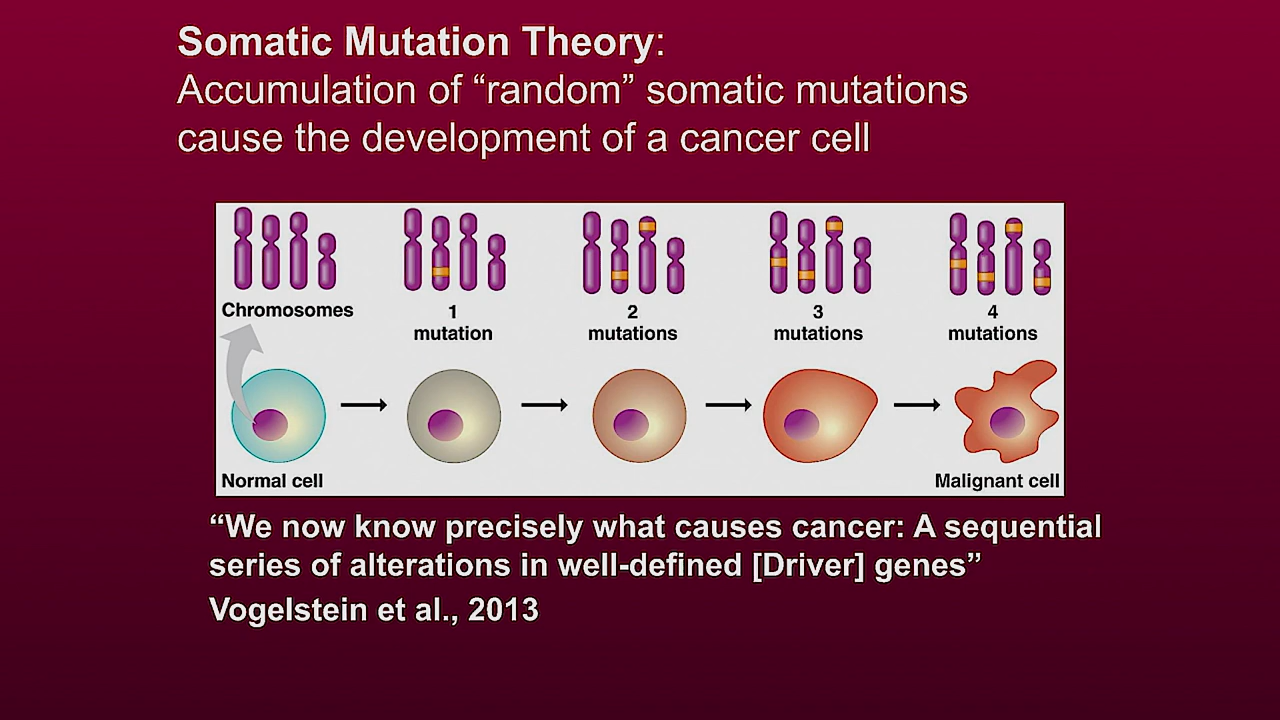 Somatic Mutation Theory:
Accumulation of “random” somatic mutations
cause the development of a cancer cell
Chromosomes
1
mutation
2
mutations
3
mutations
4
mutations
Normal cell
Malignant cell
“We now know precisely what causes cancer: A sequential
series of alterations in well-defined [Driver] genes”
Vogelstein et al., 2013